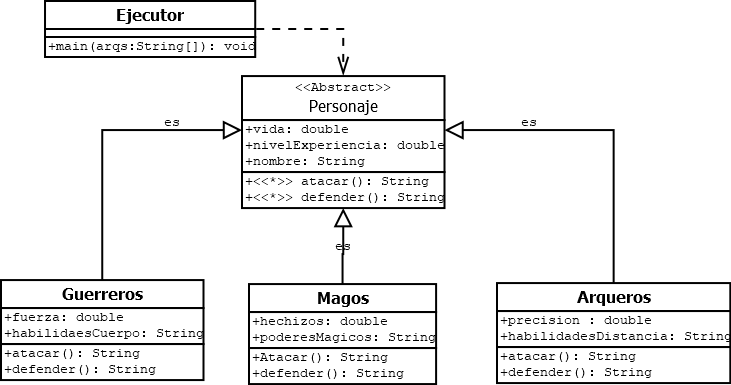 Ejecutor
+main(args:String[]): void
<<Abstract>>
Personaje
+vida: double
+nivelExperiencia: double
+nombre: String
+<<*>> atacar(): String
+<<*>> defender(): String
es
es
es
Guerreros
+fuerza: double
+habilidaesCuerpo: String
+atacar(): String
+defender(): String
Magos
+hechizos: double
+poderesMagicos: String
+Atacar(): String
+defender(): String
Arqueros
+precision : double
+habilidadesDistancia: String
+atacar(): String
+defender(): String